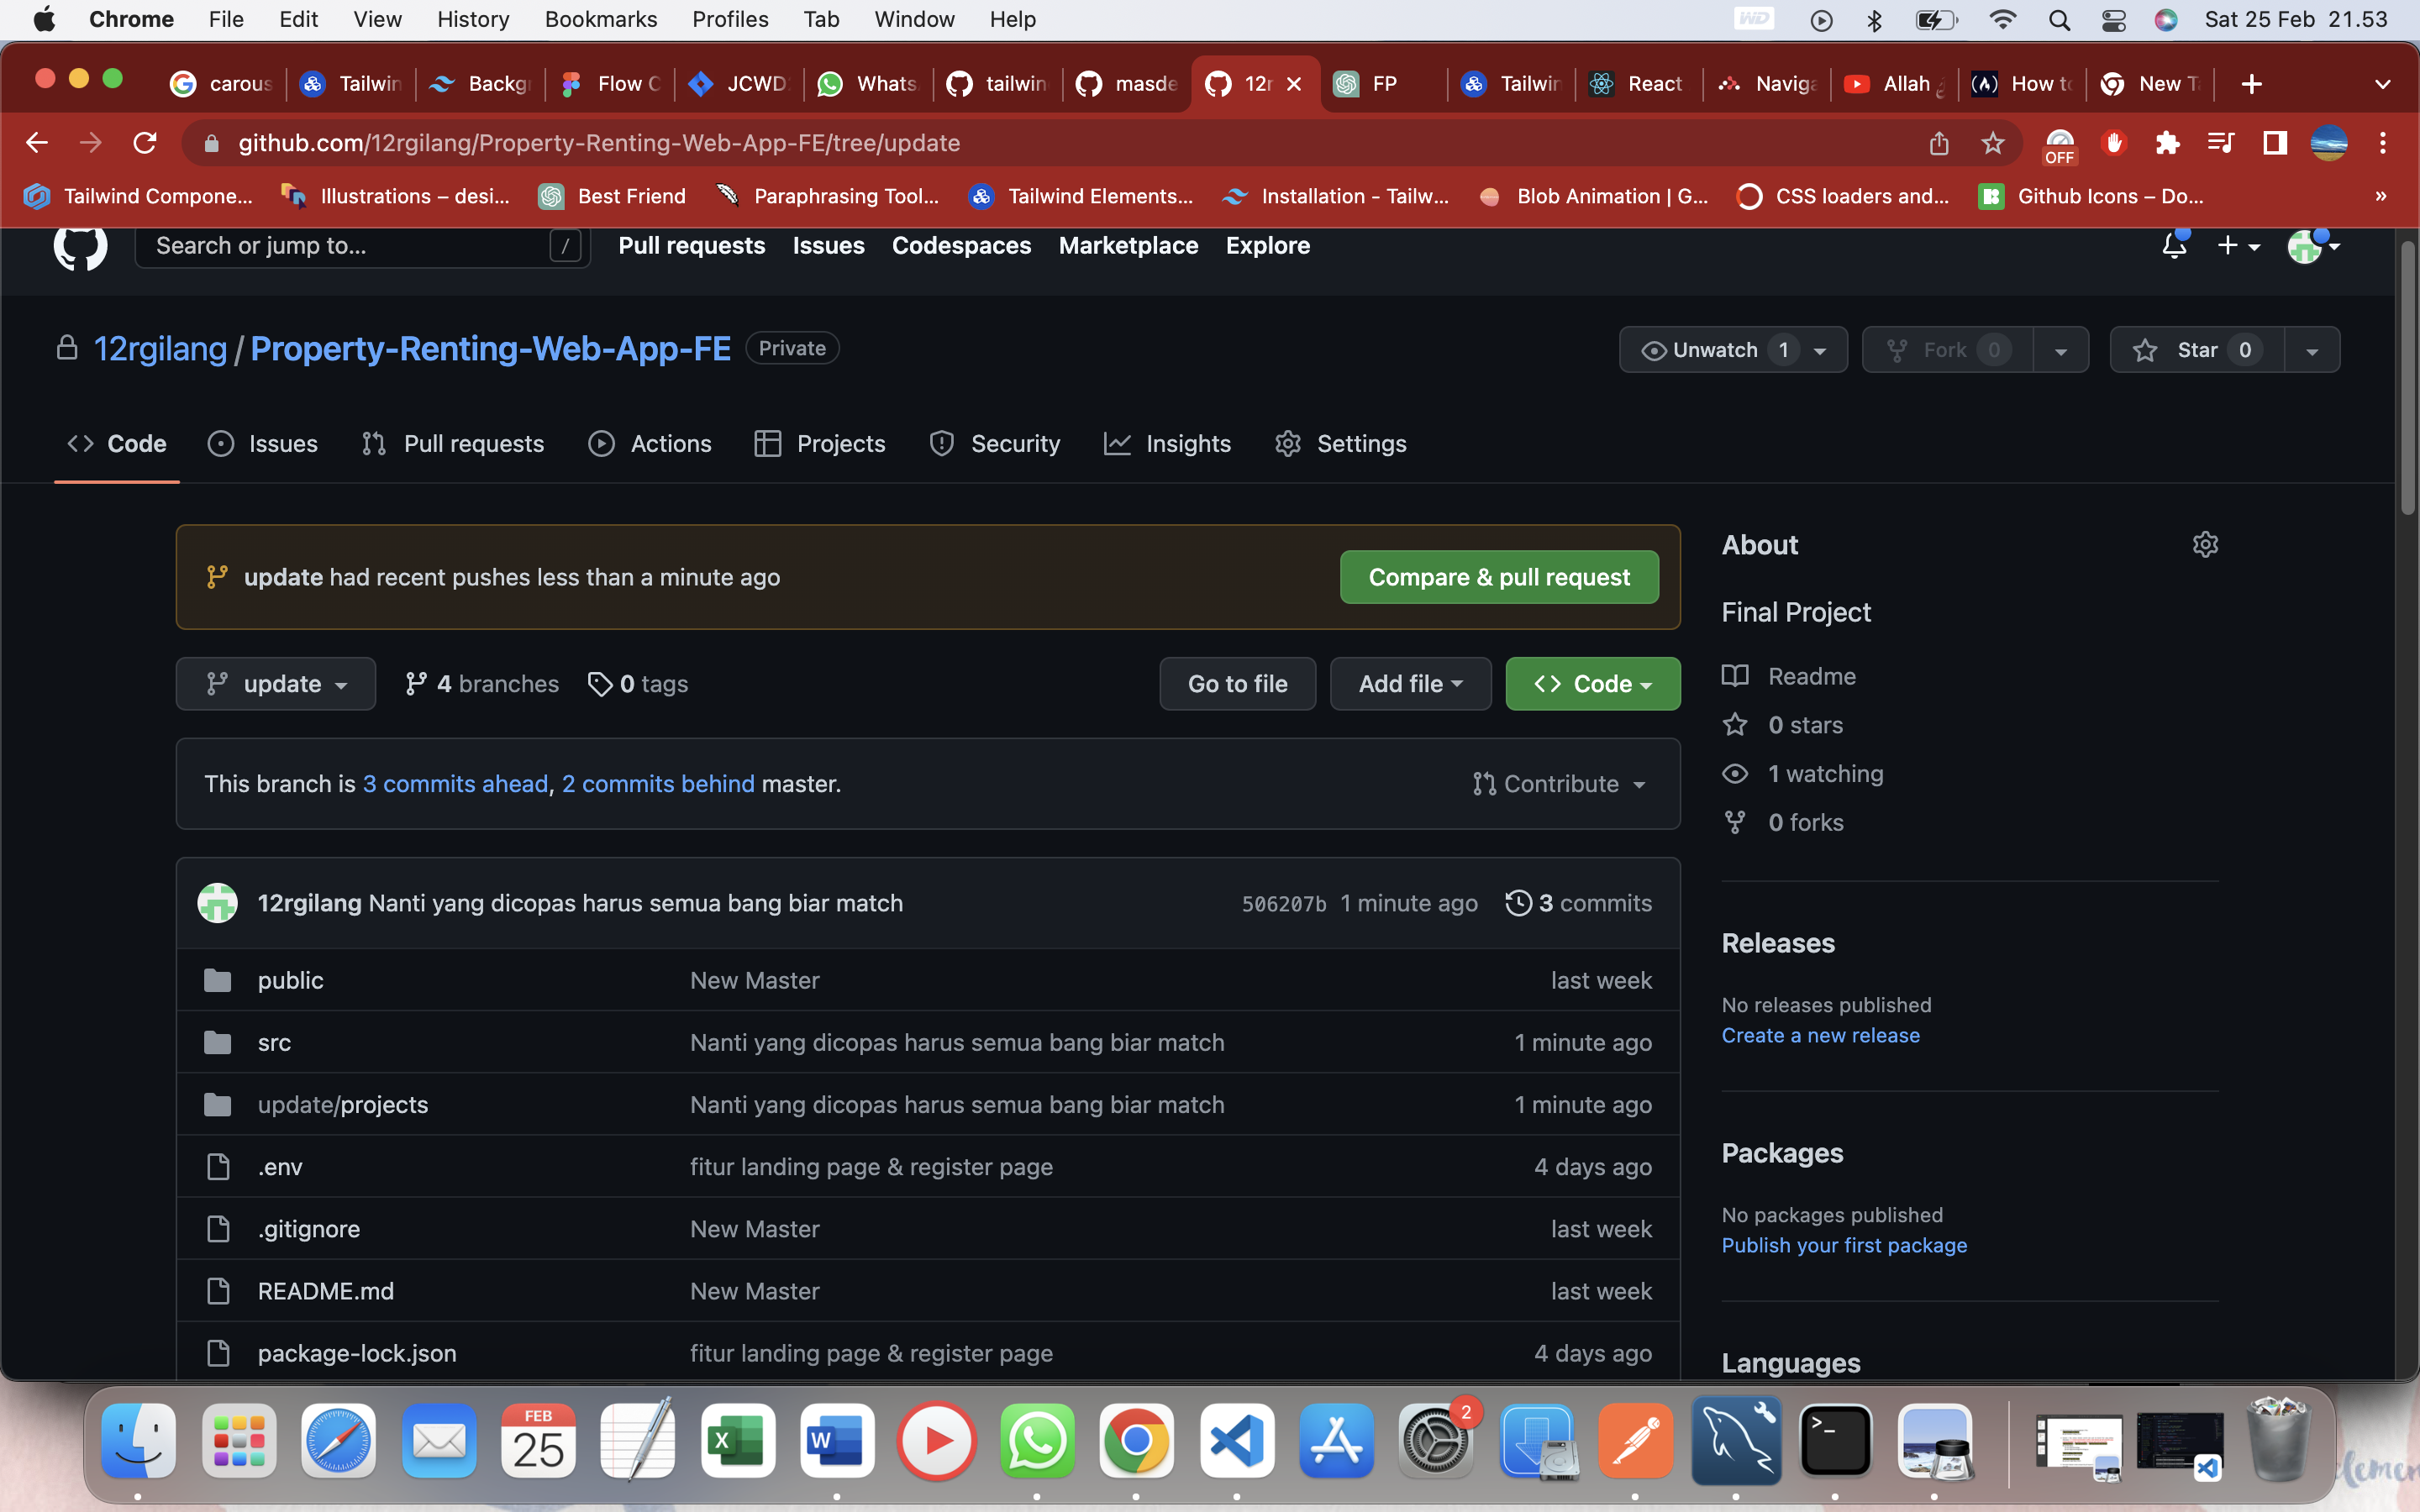 Chrome File Edit View History Bookmarks Profiles Tab Window Help
WD Sat 25 Feb 21.53
carous Tailwin Backg Flow C JCWD Whats tailwin masde 12r FP Tailwin React Naviga Allah How to New T
github.com/12rgilang/Property-Renting-Web-App-FE/tree/update
OFF
Tailwind Compone... Illustrations – desi... Best Friend Paraphrasing Tool... Tailwind Elements... Installation - Tailw... Blob Animation | G... CSS loaders and... Github Icons – Do... »
Search or jump to... / Pull requests Issues Codespaces Marketplace Explore
12rgilang / Property-Renting-Web-App-FE Private
Unwatch 1 Fork 0 Star 0
Code Issues Pull requests Actions Projects Security Insights Settings
update had recent pushes less than a minute ago Compare & pull request
update 4 branches 0 tags Go to file Add file Code
This branch is 3 commits ahead, 2 commits behind master. Contribute
12rgilang Nanti yang dicopas harus semua bang biar match 506207b 1 minute ago 3 commits
public New Master last week
src Nanti yang dicopas harus semua bang biar match 1 minute ago
update/projects Nanti yang dicopas harus semua bang biar match 1 minute ago
.env fitur landing page & register page 4 days ago
.gitignore New Master last week
README.md New Master last week
package-lock.json fitur landing page & register page 4 days ago
About
Final Project
Readme
0 stars
1 watching
0 forks
Releases
No releases published
Create a new release
Packages
No packages published
Publish your first package
Languages
FEB
25
X
W
2
>_